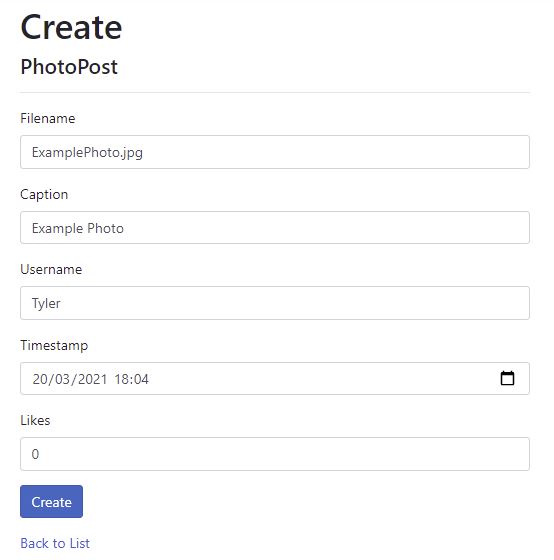 Create
PhotoPost
Filename
ExamplePhoto.jpg
Caption
Example Photo
Username
Tyler
Timestamp
20/03/2021 18:04
Likes
0
Create
Back to List